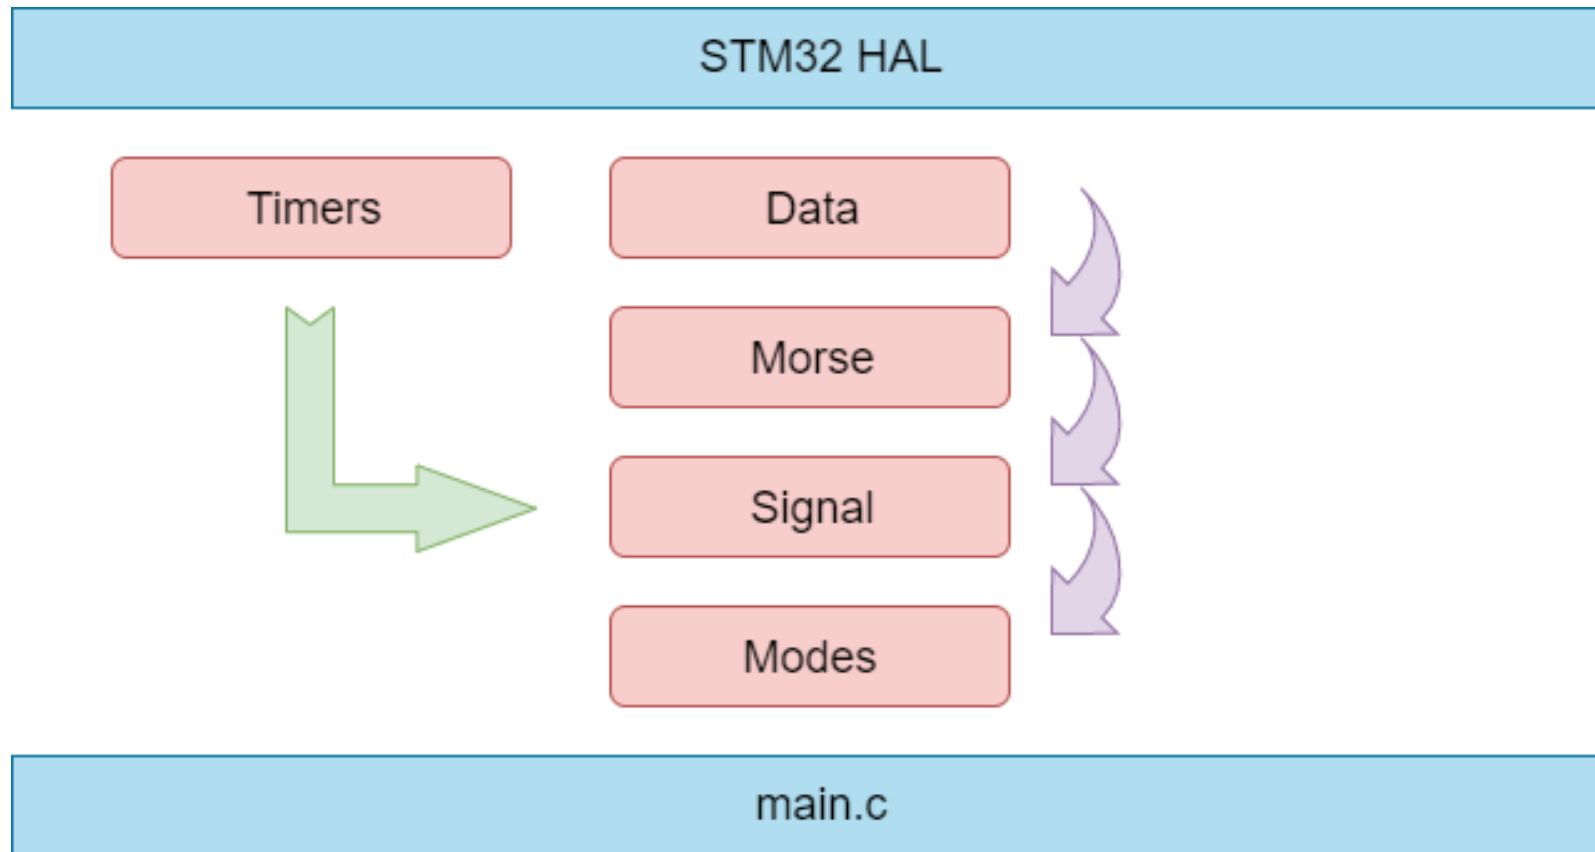 STM32 HAL
Timers
Data
Morse
Signal
Modes
main.c